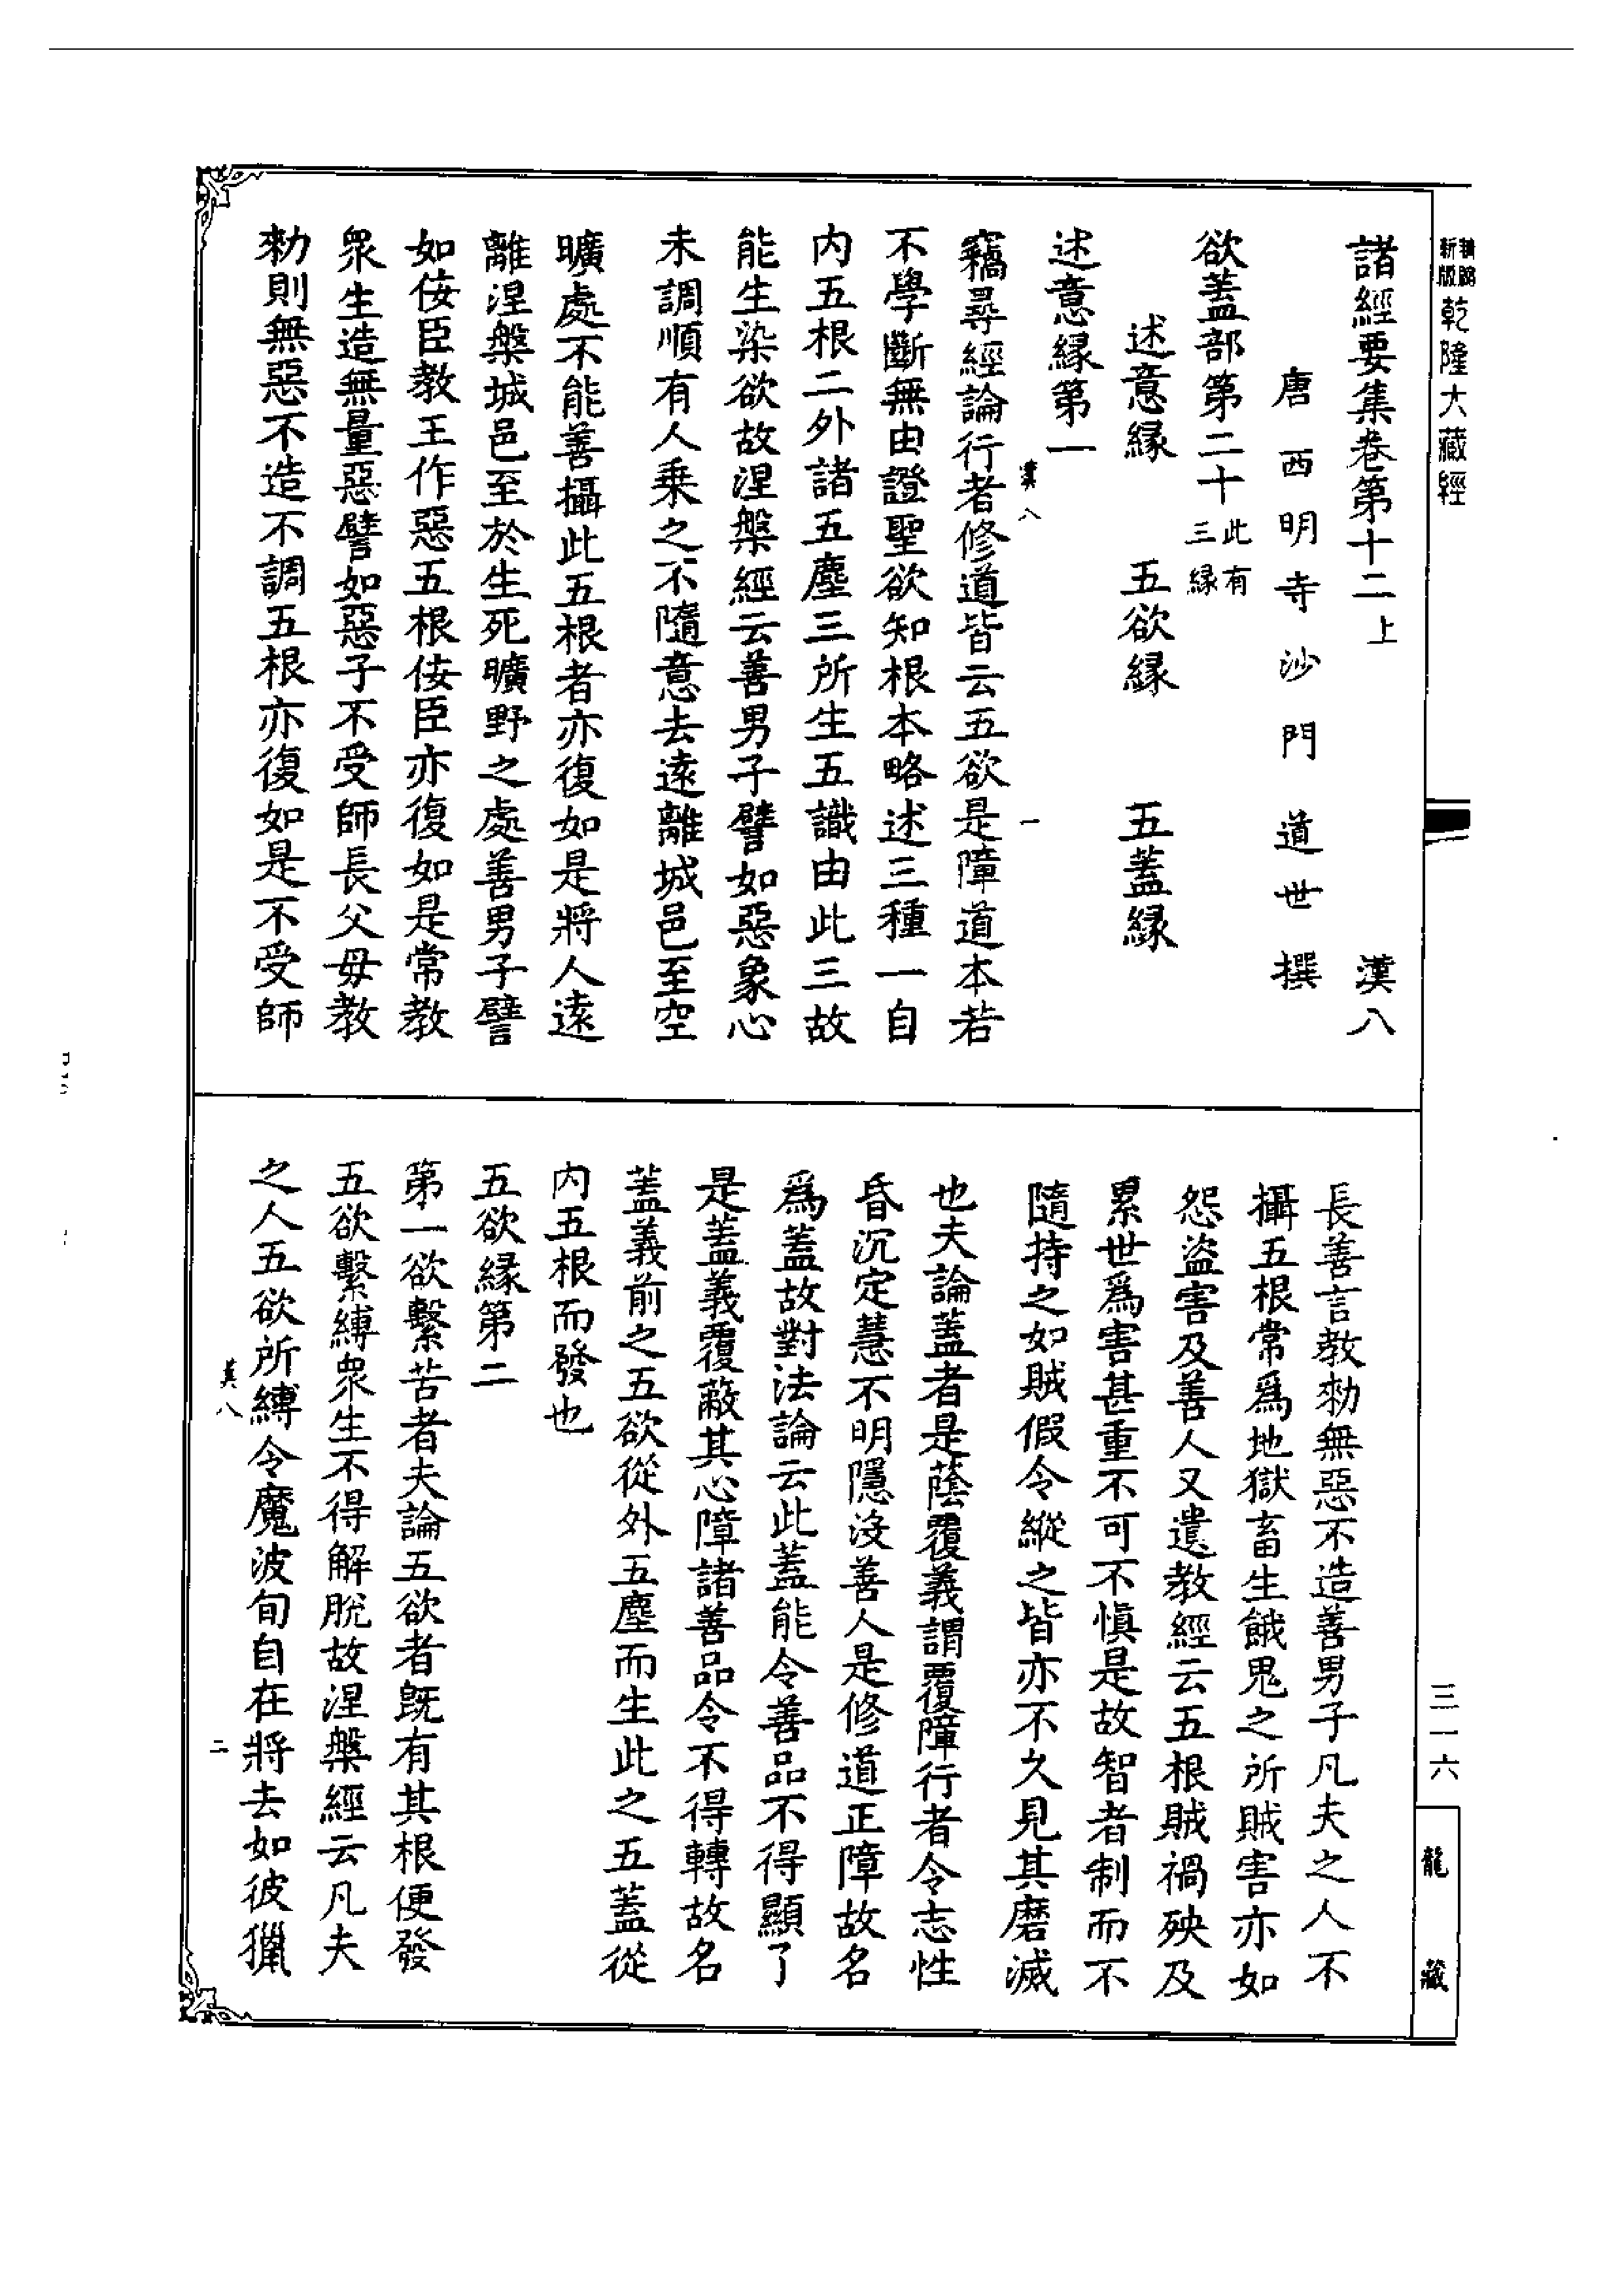 乾隆大藏經
諸經要集卷第十二上 漢八
唐西明寺沙門道世撰
欲蓋部第二十此有三縁
述意縁 五欲縁 五蓋縁
述意縁第一
漢八 一
竊尋經論行者修道皆云五欲是障道本若
不學斷無由證聖欲知根本略述三種一自
内五根二外諸五塵三所生五識由此三故
能生染欲故涅槃經云善男子譬如惡象心
未調順有人乗之不隨意去遠離城邑至空
曠處不能善攝此五根者亦復如是將人遠
離涅槃城邑至於生死曠野之處善男子譬
如佞臣教王作惡五根佞臣亦復如是常教
衆生造無量惡譬如惡子不受師長父母教
勑則無惡不造不調五根亦復如是不受師
長善言教勑無惡不造善男子凡夫之人不
攝五根常爲地獄畜生餓鬼之所賊害亦如
怨盗害及善人又遺教經云五根賊禍殃及
累世爲害甚重不可不慎是故智者制而不
隨持之如賊假令縱之皆亦不久見其磨滅
也夫論蓋者是蔭覆義謂覆障行者令志性
昏沉定慧不明隱沒善人是修道正障故名
爲蓋故對法論云此蓋能令善品不得顯了
是蓋義覆蔽其心障諸善品令不得轉故名
蓋義前之五欲從外五塵而生此之五蓋從
内五根而發也
五欲縁第二
第一欲繫苦者夫論五欲者既有其根便發
五欲繫縛衆生不得解脱故涅槃經云凡夫
之人五欲所縛令魔波旬自在將去如彼獵
八 二
三一六
龍藏